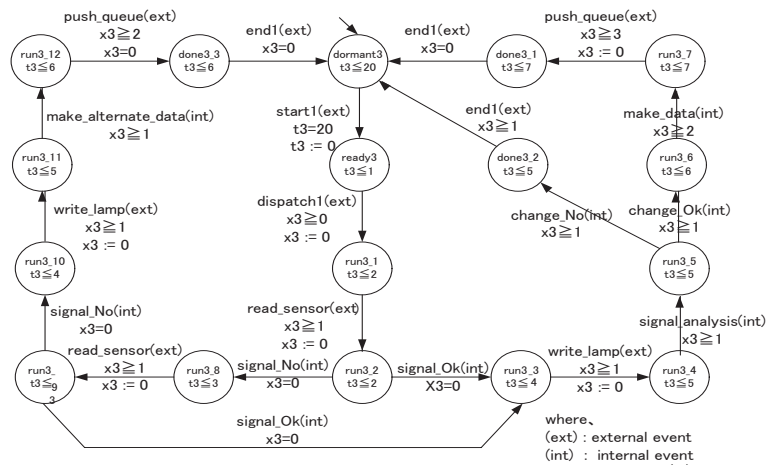 push_queue(ext)
x3≧2
x3=0
end1(ext)
x3=0
end1(ext)
x3=0
push_queue(ext)
x3≧3
x3 := 0
run3_12
t3≦6
done3_3
t3≦6
dormant3
t3≦20
done3_1
t3≦7
run3_7
t3≦7
make_alternate_data(int)
x3≧1
start1(ext)
t3=20
t3 := 0
end1(ext)
x3≧1
make_data(int)
x3≧2
run3_11
t3≦5
ready3
t3≦1
done3_2
t3≦5
run3_6
t3≦6
write_lamp(ext)
x3≧1
x3 := 0
dispatch1(ext)
x3≧0
x3 := 0
change_No(int)
x3≧1
change_Ok(int)
x3≧1
run3_10
t3≦4
run3_1
t3≦2
run3_5
t3≦5
signal_No(int)
x3=0
read_sensor(ext)
x3≧1
x3 := 0
signal_analysis(int)
x3≧1
read_sensor(ext)
x3≧1
x3 := 0
signal_No(int)
x3=0
signal_Ok(int)
X3=0
write_lamp(ext)
x3≧1
x3 := 0
run3_
t3≦9
3
run3_8
t3≦3
run3_2
t3≦2
run3_3
t3≦4
run3_4
t3≦5
signal_Ok(int)
x3=0
where、
(ext) : external event
(int) : internal event